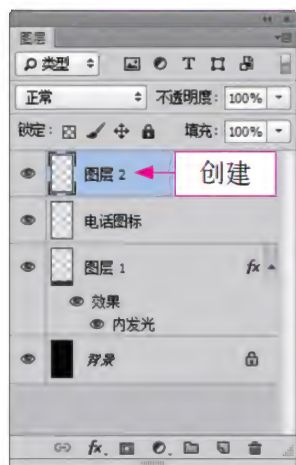 图层
类型
T
正常 不透明度: 100%
锁定: 填充: 100%
图层 2 创建
电话图标
图层 1 fx
效果
内发光
背景
fx